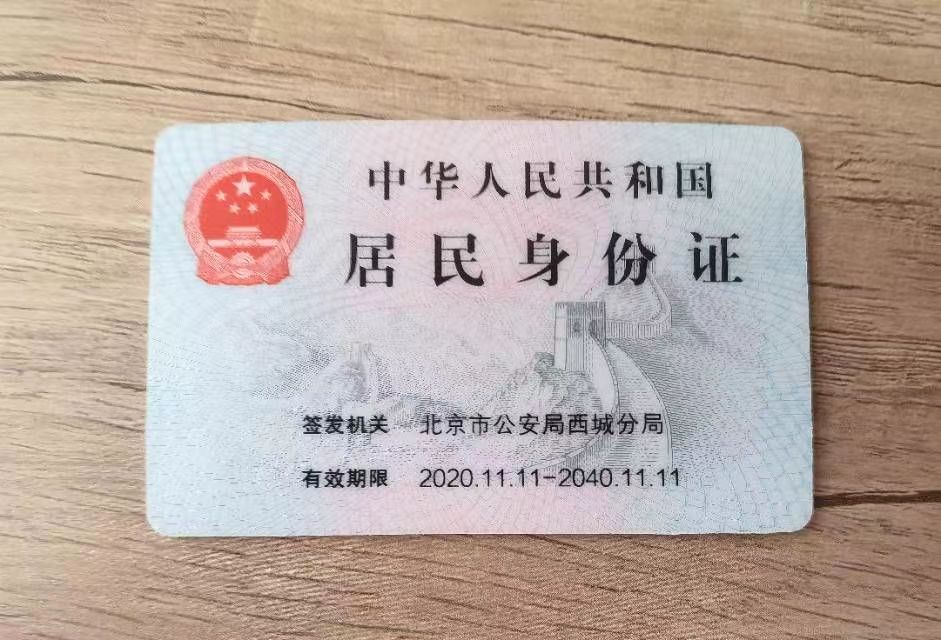 中华人民共和国
居民身份证
签发机关 北京市公安局西城分局
有效期限 2020.11.11-2040.11.11